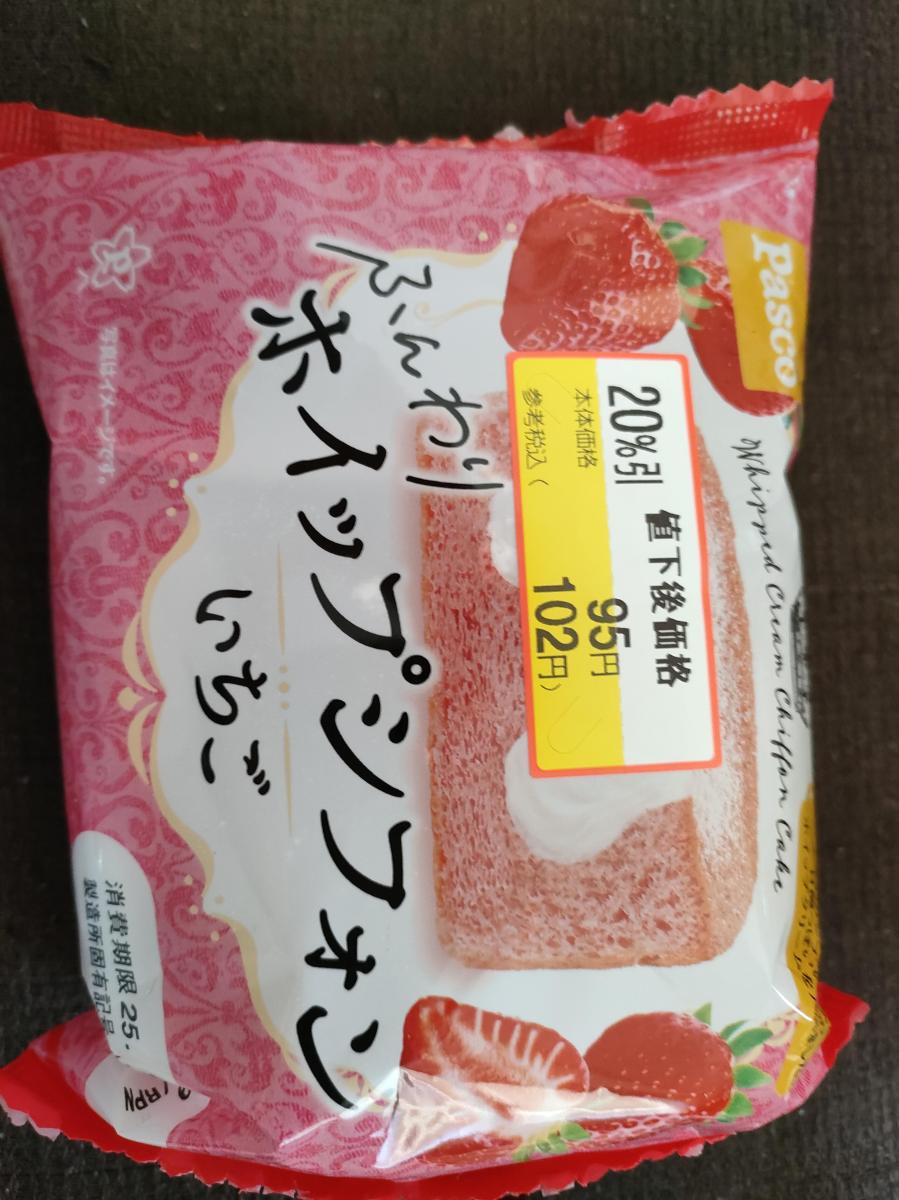 Pasco
Whipped Cream Chiffon Cake
20%引
値下後価格
本体価格 95円
参考税込( 102円)
ふんわり
ホイップシフォン
いちご
写真はイメージです。
消費期限 25.
製造所固有記号